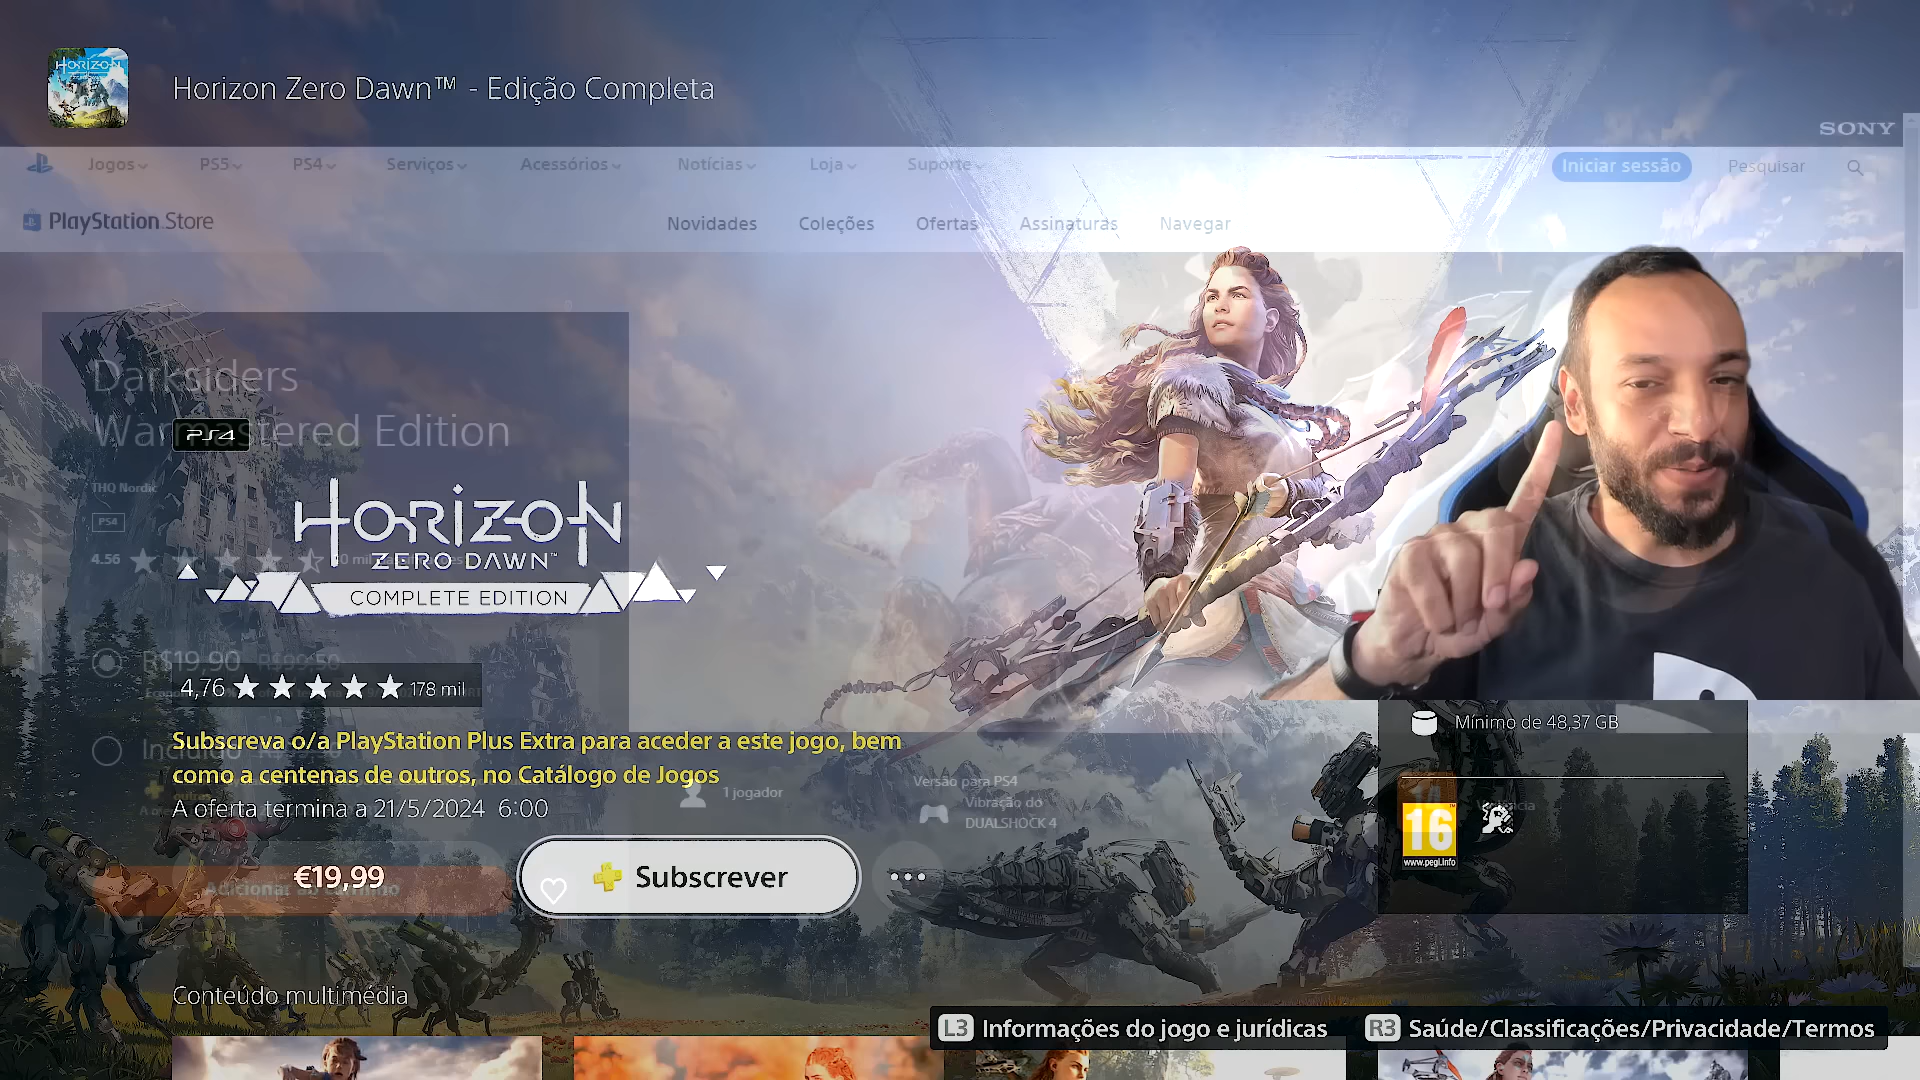 HORIZON
Horizon Zero Dawn™ - Edição Completa
SONY
Jogos
PS5
PS4
Serviços
Acessórios
Notícias
Loja
Suporte
Iniciar sessão
Pesquisar
PlayStation Store
Novidades
Coleções
Ofertas
Assinaturas
Navegar
Darksiders
Warmastered Edition
PS4
THQ Nordic
PS4
4.56
HORIZON
ZERO DAWN™
COMPLETE EDITION
R$19,90 R$99,50
4,76
178 mil
Mínimo de 48,37 GB
Subscreva o/a PlayStation Plus Extra para aceder a este jogo, bem
como a centenas de outros, no Catálogo de Jogos
A oferta termina a 21/5/2024 6:00
1 jogador
Versão para PS4
Vibração do
DUALSHOCK 4
16
www.pegi.info
€19,99
Subscrever
Conteúdo multimédia
L3 Informações do jogo e jurídicas
R3 Saúde/Classificações/Privacidade/Termos